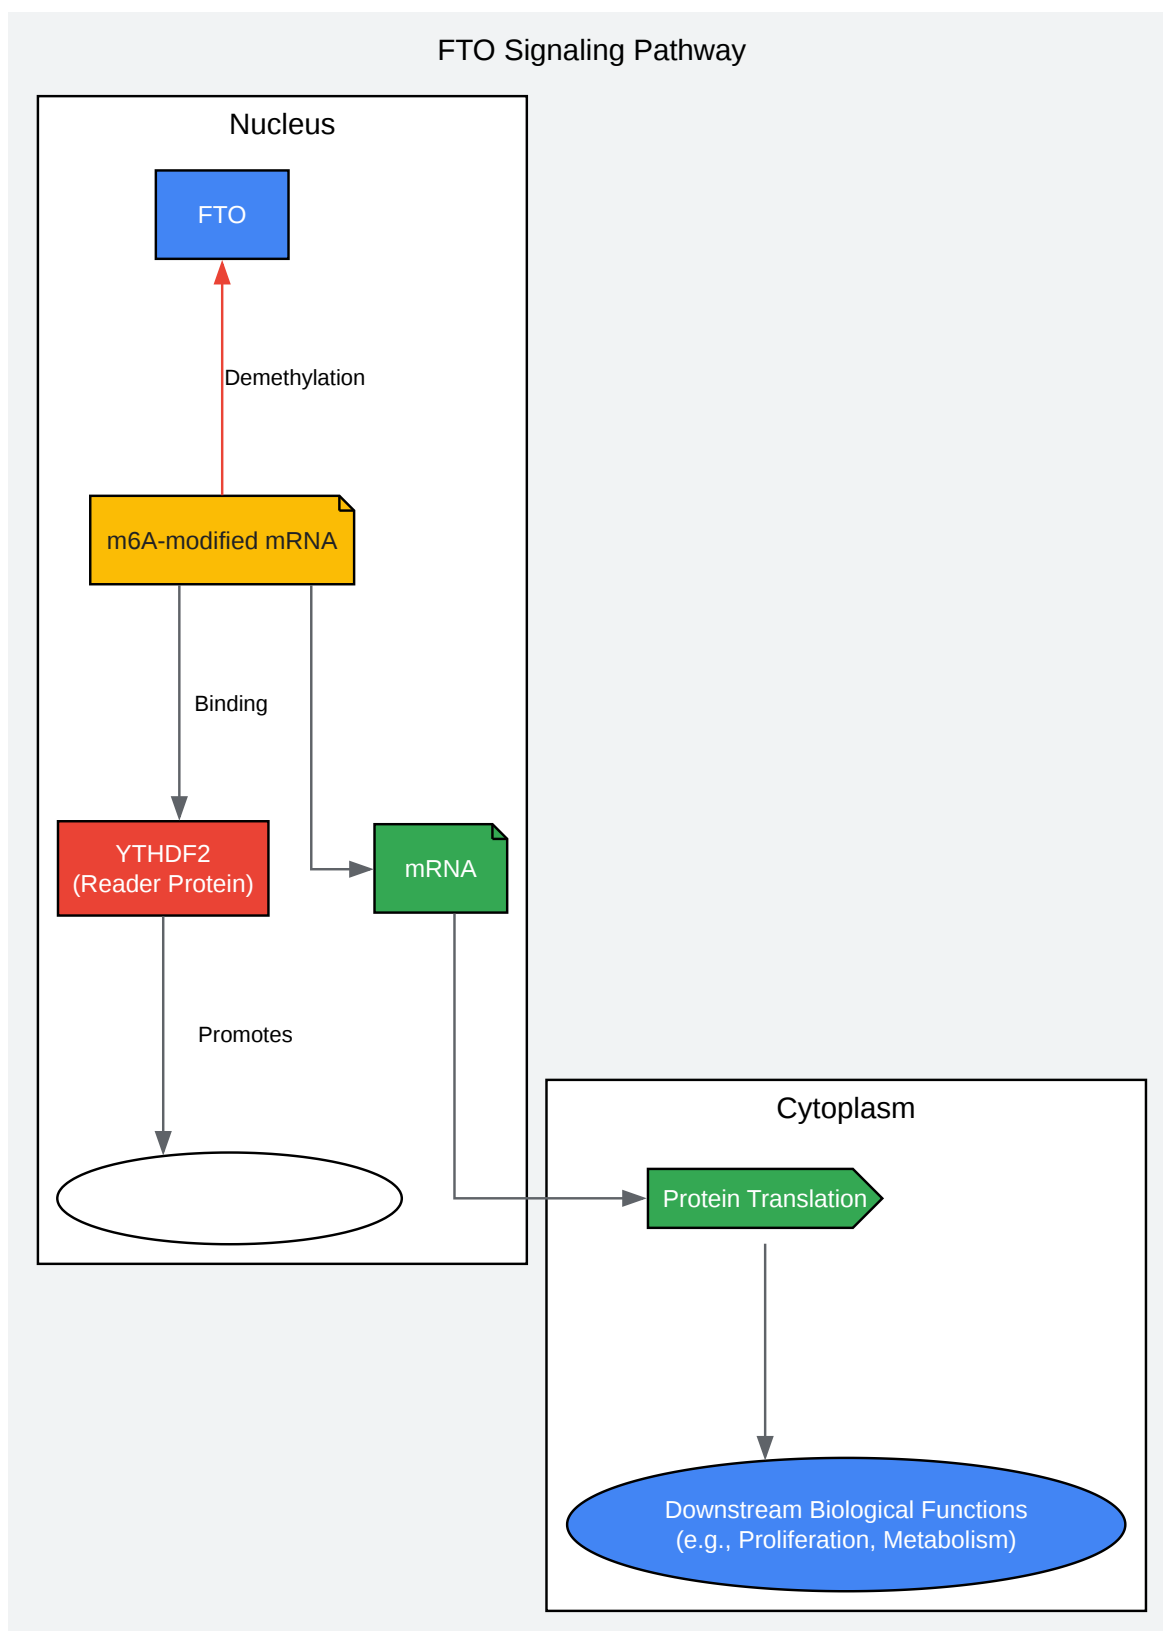 FTO Signaling Pathway
Nucleus
FTO
Demethylation
m6A-modified mRNA
Binding
YTHDF2
(Reader Protein)
mRNA
Promotes
Cytoplasm
Protein Translation
Downstream Biological Functions
(e.g., Proliferation, Metabolism)